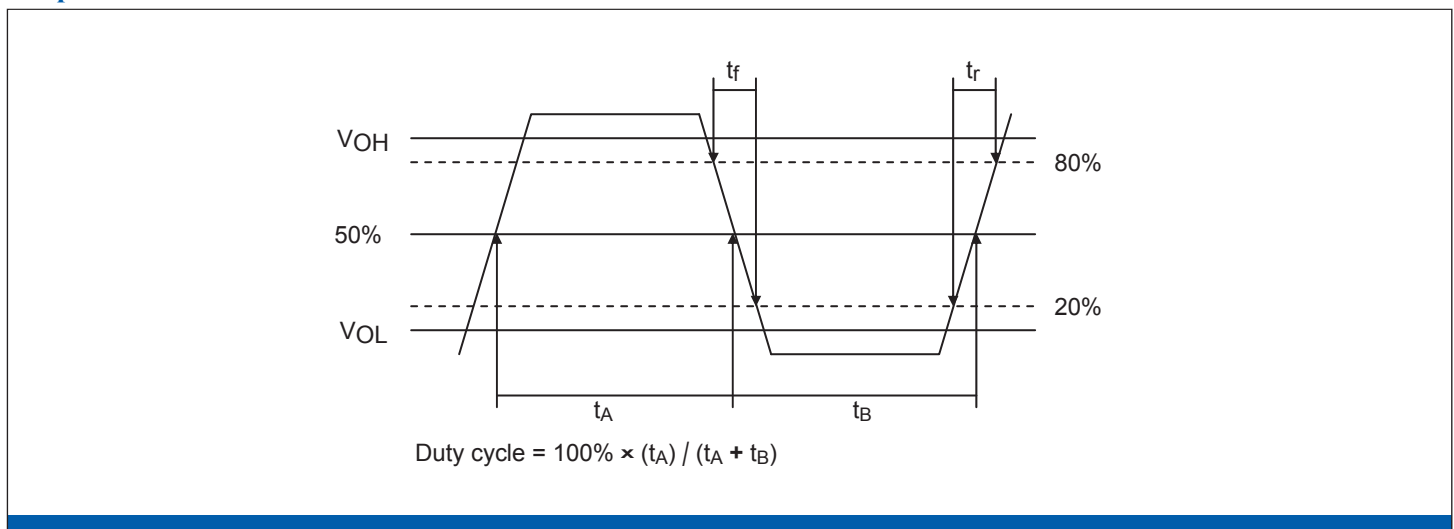 tf
tr
VOH
80%
50%
20%
VOL
tA
tB
Duty cycle = 100% × (tA) / (tA + tB)